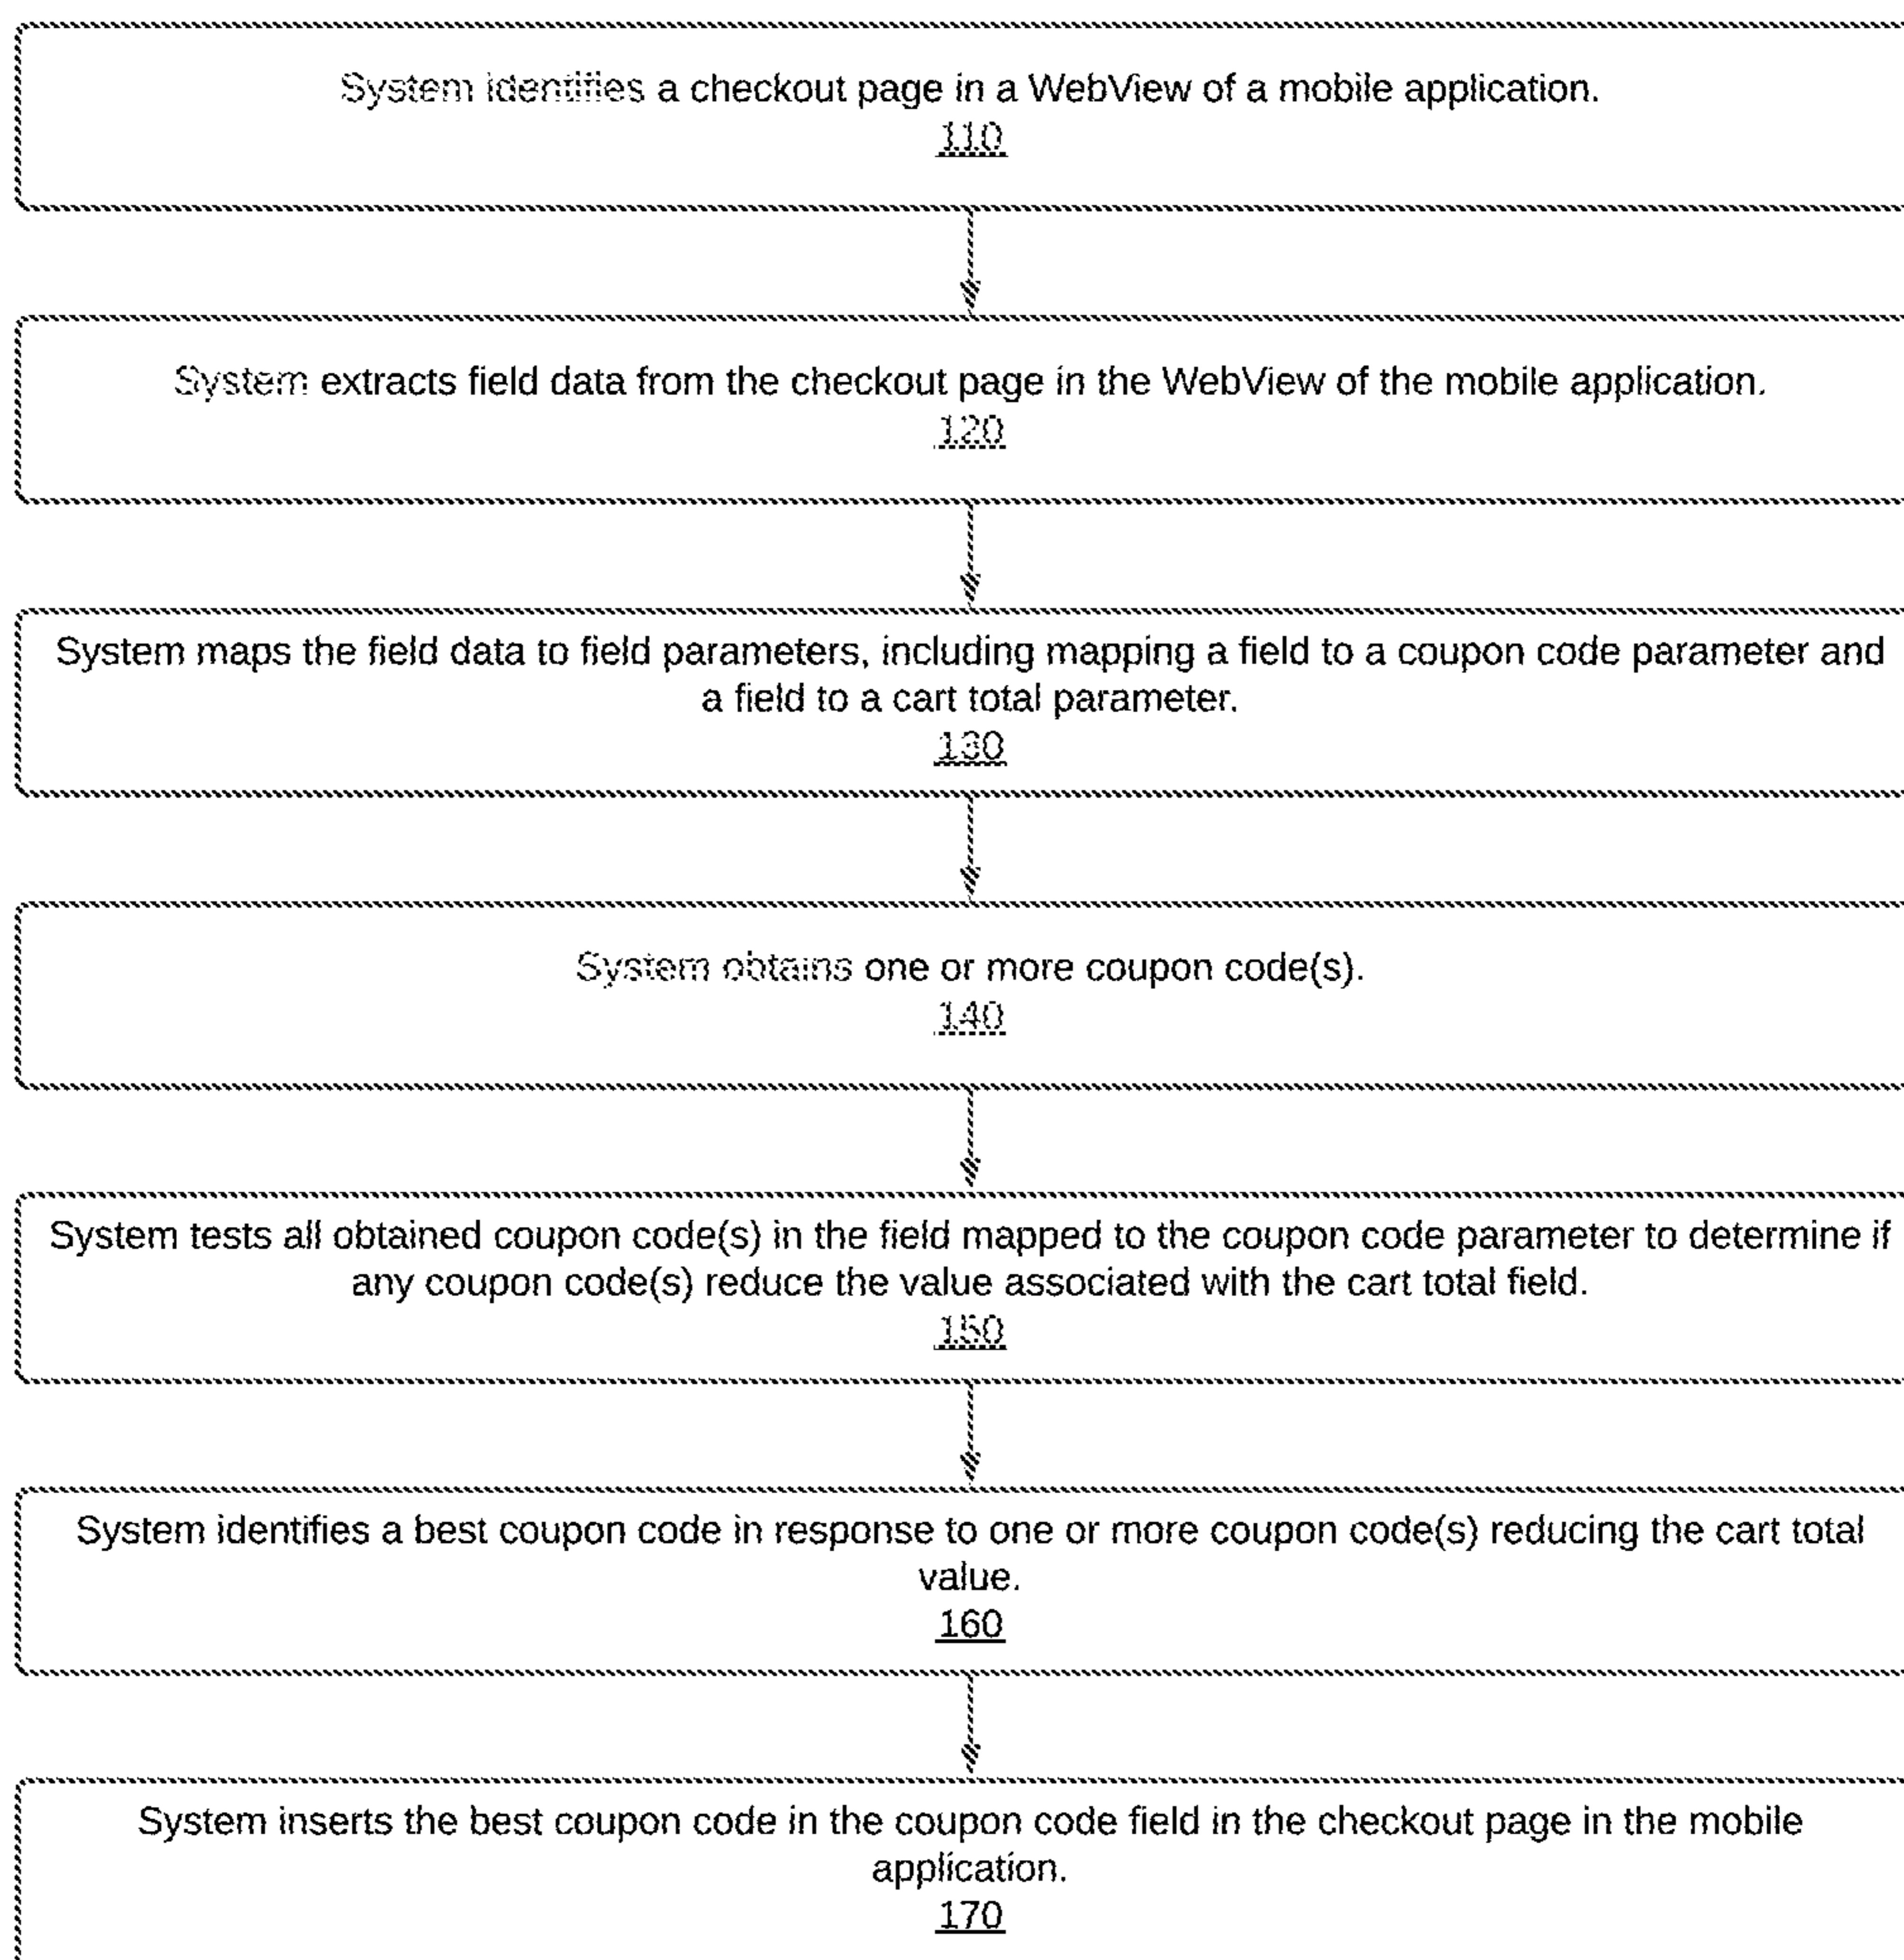 System identifies a checkout page in a WebView of a mobile application.
110
System extracts field data from the checkout page in the WebView of the mobile application.
120
System maps the field data to field parameters, including mapping a field to a coupon code parameter and
a field to a cart total parameter.
130
System obtains one or more coupon code(s).
140
System tests all obtained coupon code(s) in the field mapped to the coupon code parameter to determine if
any coupon code(s) reduce the value associated with the cart total field.
150
System identifies a best coupon code in response to one or more coupon code(s) reducing the cart total
value.
160
System inserts the best coupon code in the coupon code field in the checkout page in the mobile
application.
170